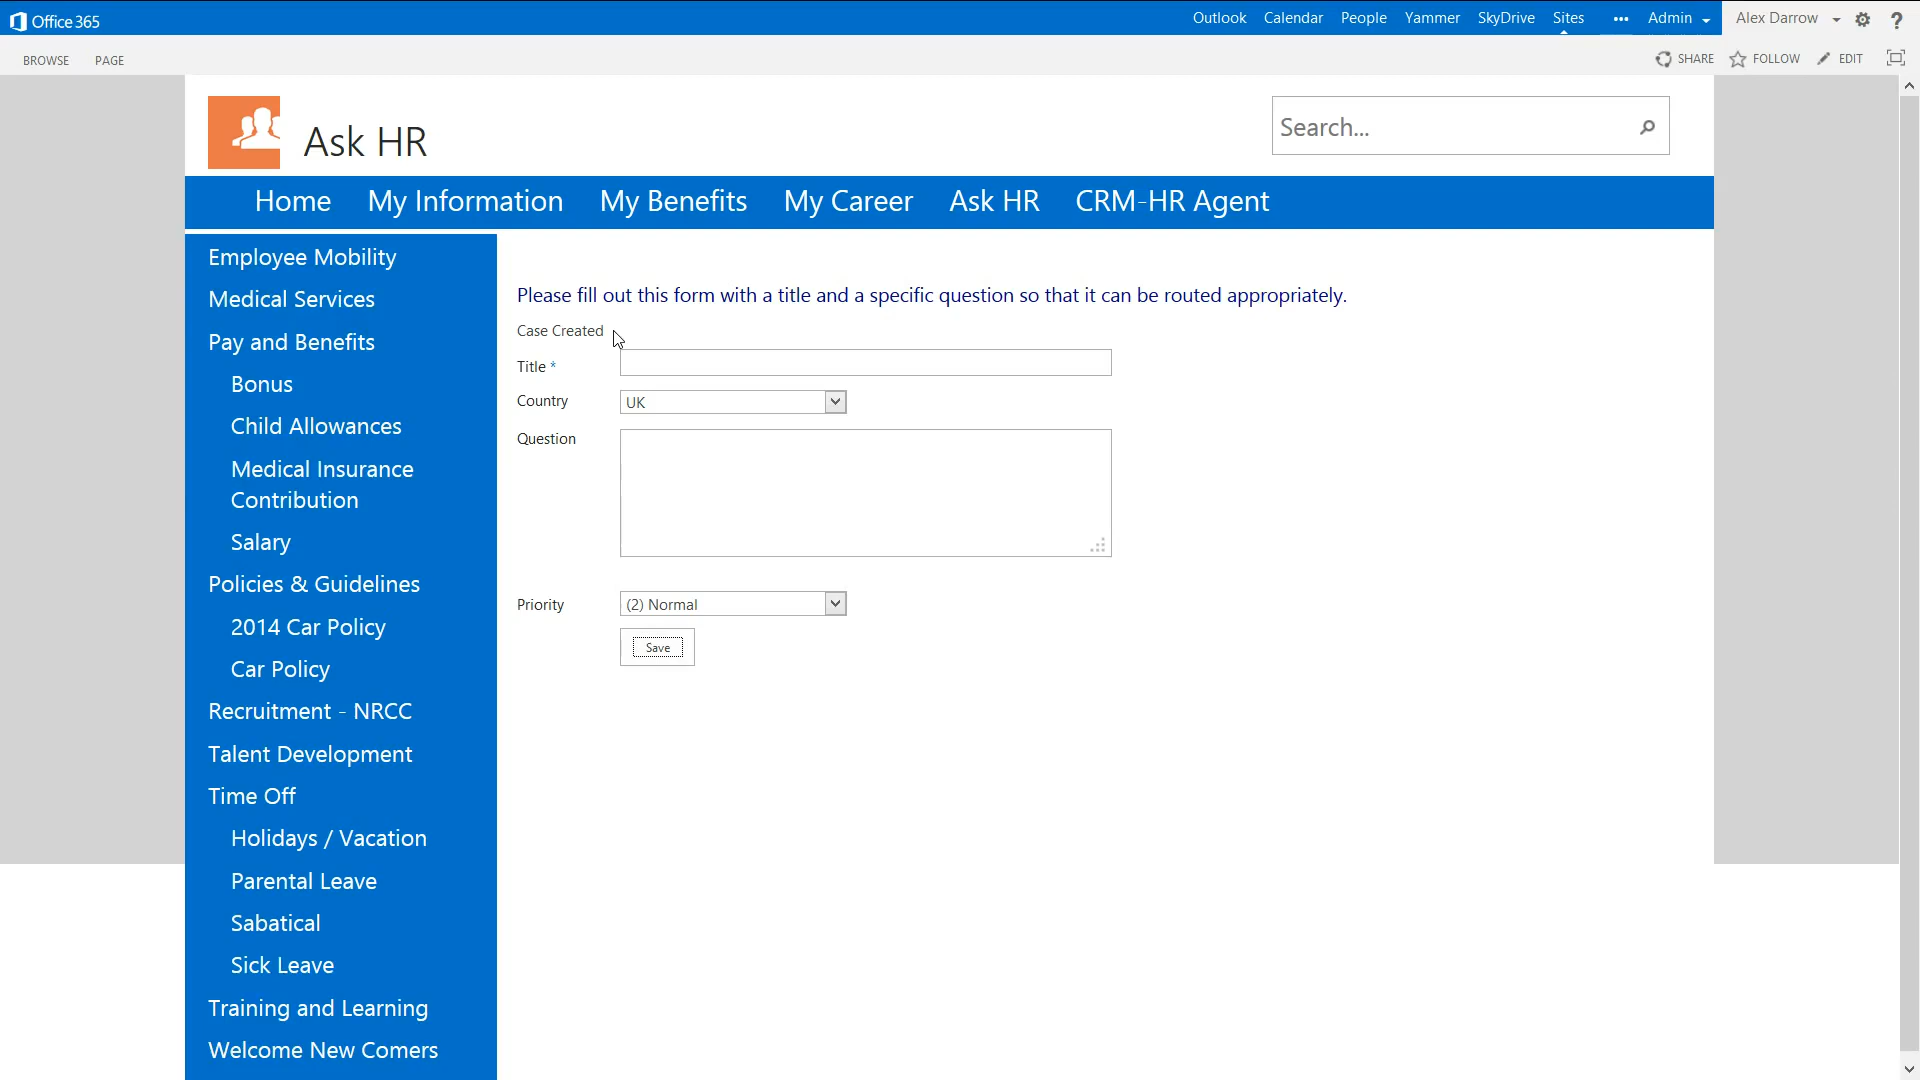 Office 365
Outlook Calendar People Yammer SkyDrive Sites ... Admin Alex Darrow ?
BROWSE PAGE
SHARE FOLLOW EDIT
Ask HR
Search...
Home My Information My Benefits My Career Ask HR CRM-HR Agent
Employee Mobility
Medical Services
Pay and Benefits
Bonus
Child Allowances
Medical Insurance
Contribution
Salary
Policies & Guidelines
2014 Car Policy
Car Policy
Recruitment - NRCC
Talent Development
Time Off
Holidays / Vacation
Parental Leave
Sabatical
Sick Leave
Training and Learning
Welcome New Comers
Please fill out this form with a title and a specific question so that it can be routed appropriately.
Case Created
Title *
Country UK
Question
Priority (2) Normal
Save